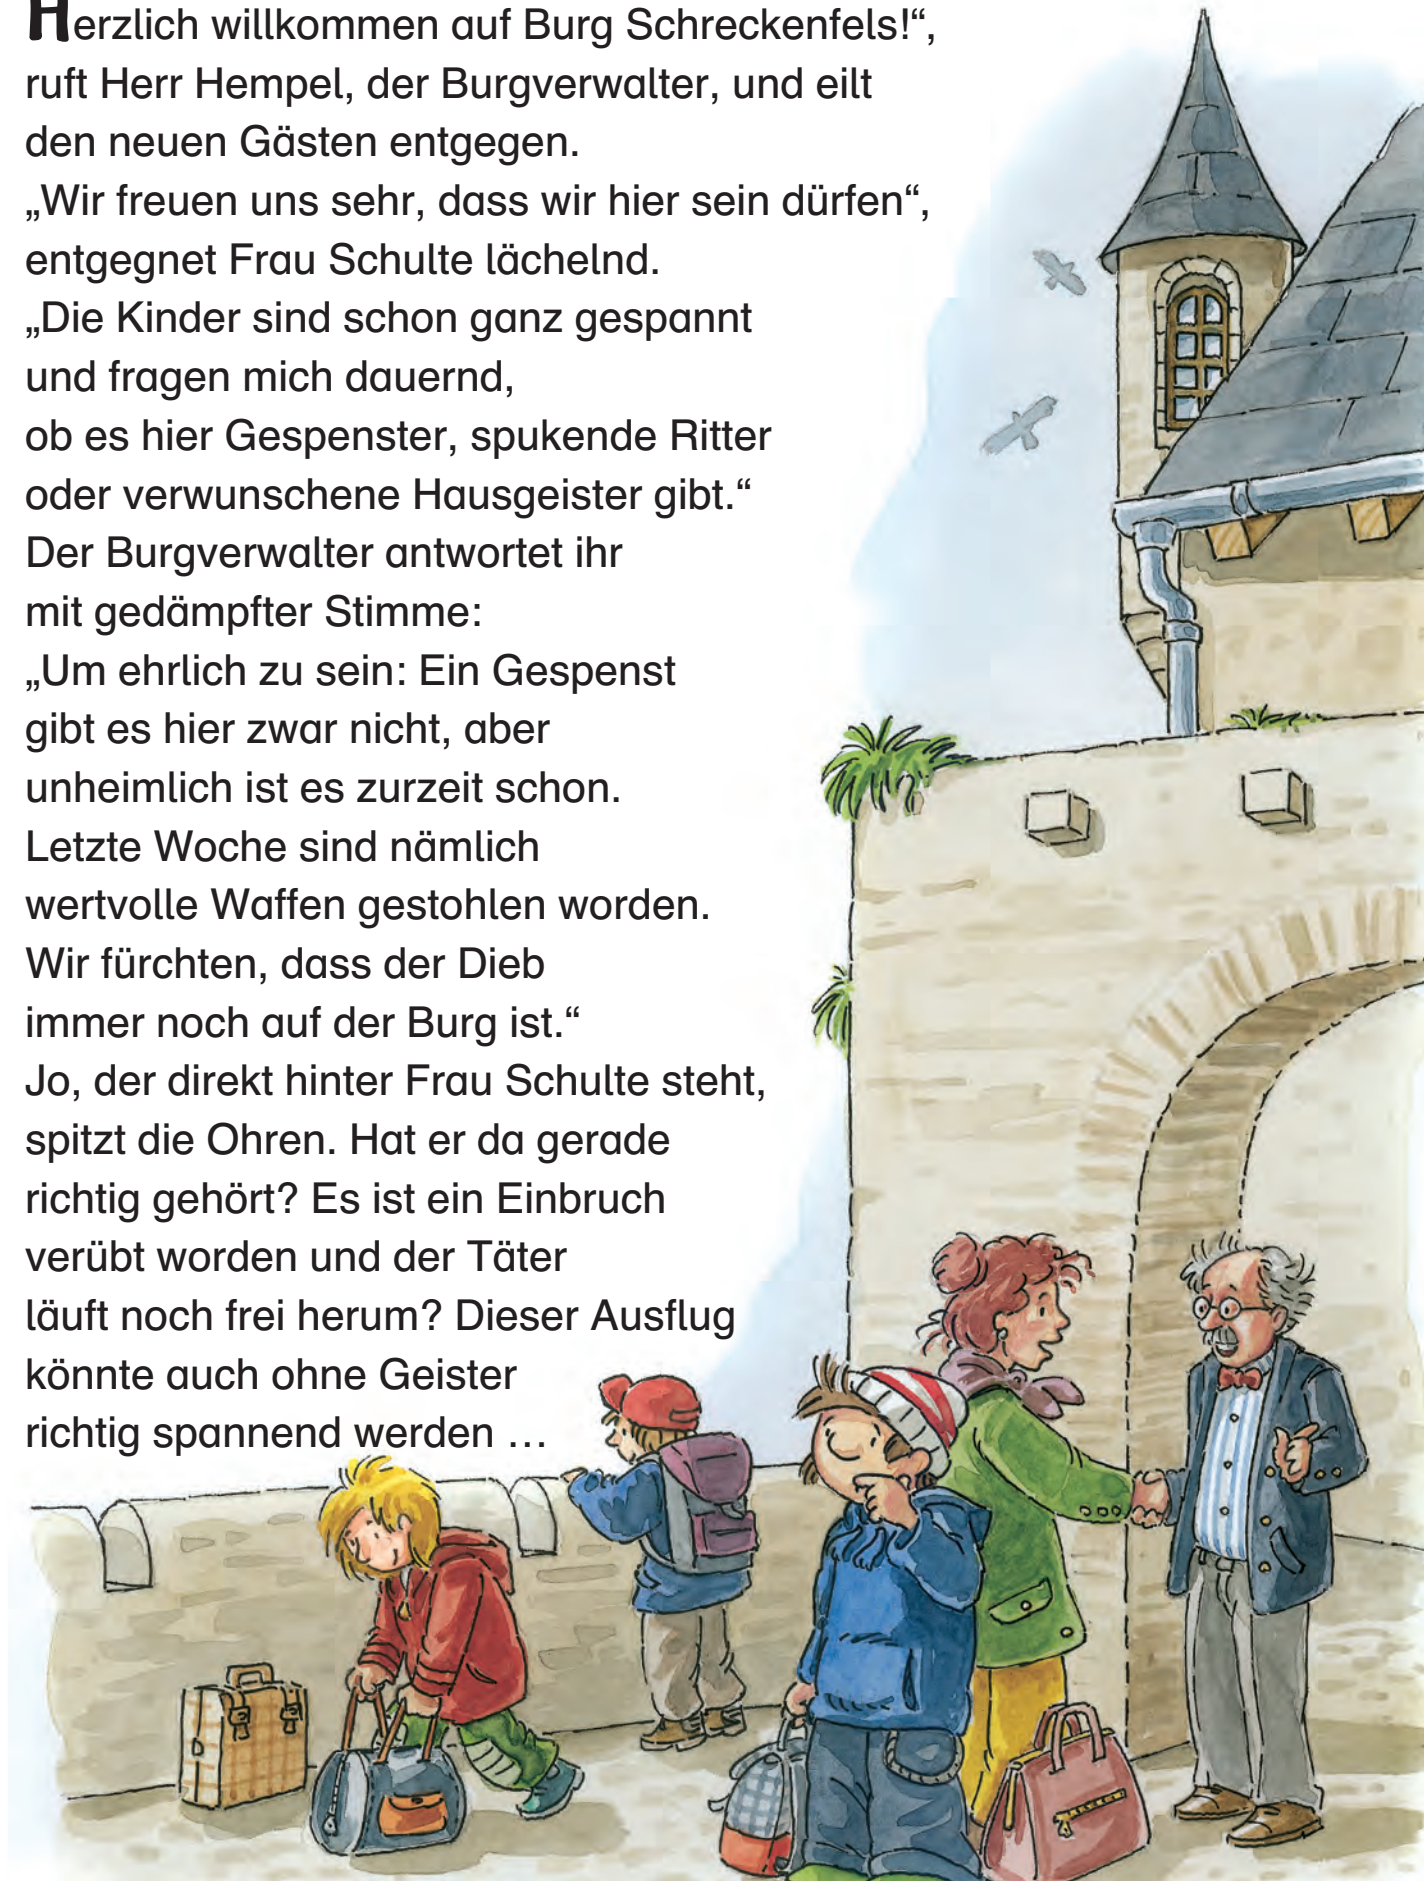 Herzlich willkommen auf Burg Schreckenfels!“,
ruft Herr Hempel, der Burgverwalter, und eilt
den neuen Gästen entgegen.
„Wir freuen uns sehr, dass wir hier sein dürfen“,
entgegnet Frau Schulte lächelnd.
„Die Kinder sind schon ganz gespannt
und fragen mich dauernd,
ob es hier Gespenster, spukende Ritter
oder verwunschene Hausgeister gibt.“
Der Burgverwalter antwortet ihr
mit gedämpfter Stimme:
„Um ehrlich zu sein: Ein Gespenst
gibt es hier zwar nicht, aber
unheimlich ist es zurzeit schon.
Letzte Woche sind nämlich
wertvolle Waffen gestohlen worden.
Wir fürchten, dass der Dieb
immer noch auf der Burg ist.“
Jo, der direkt hinter Frau Schulte steht,
spitzt die Ohren. Hat er da gerade
richtig gehört? Es ist ein Einbruch
verübt worden und der Täter
läuft noch frei herum? Dieser Ausflug
könnte auch ohne Geister
richtig spannend werden …